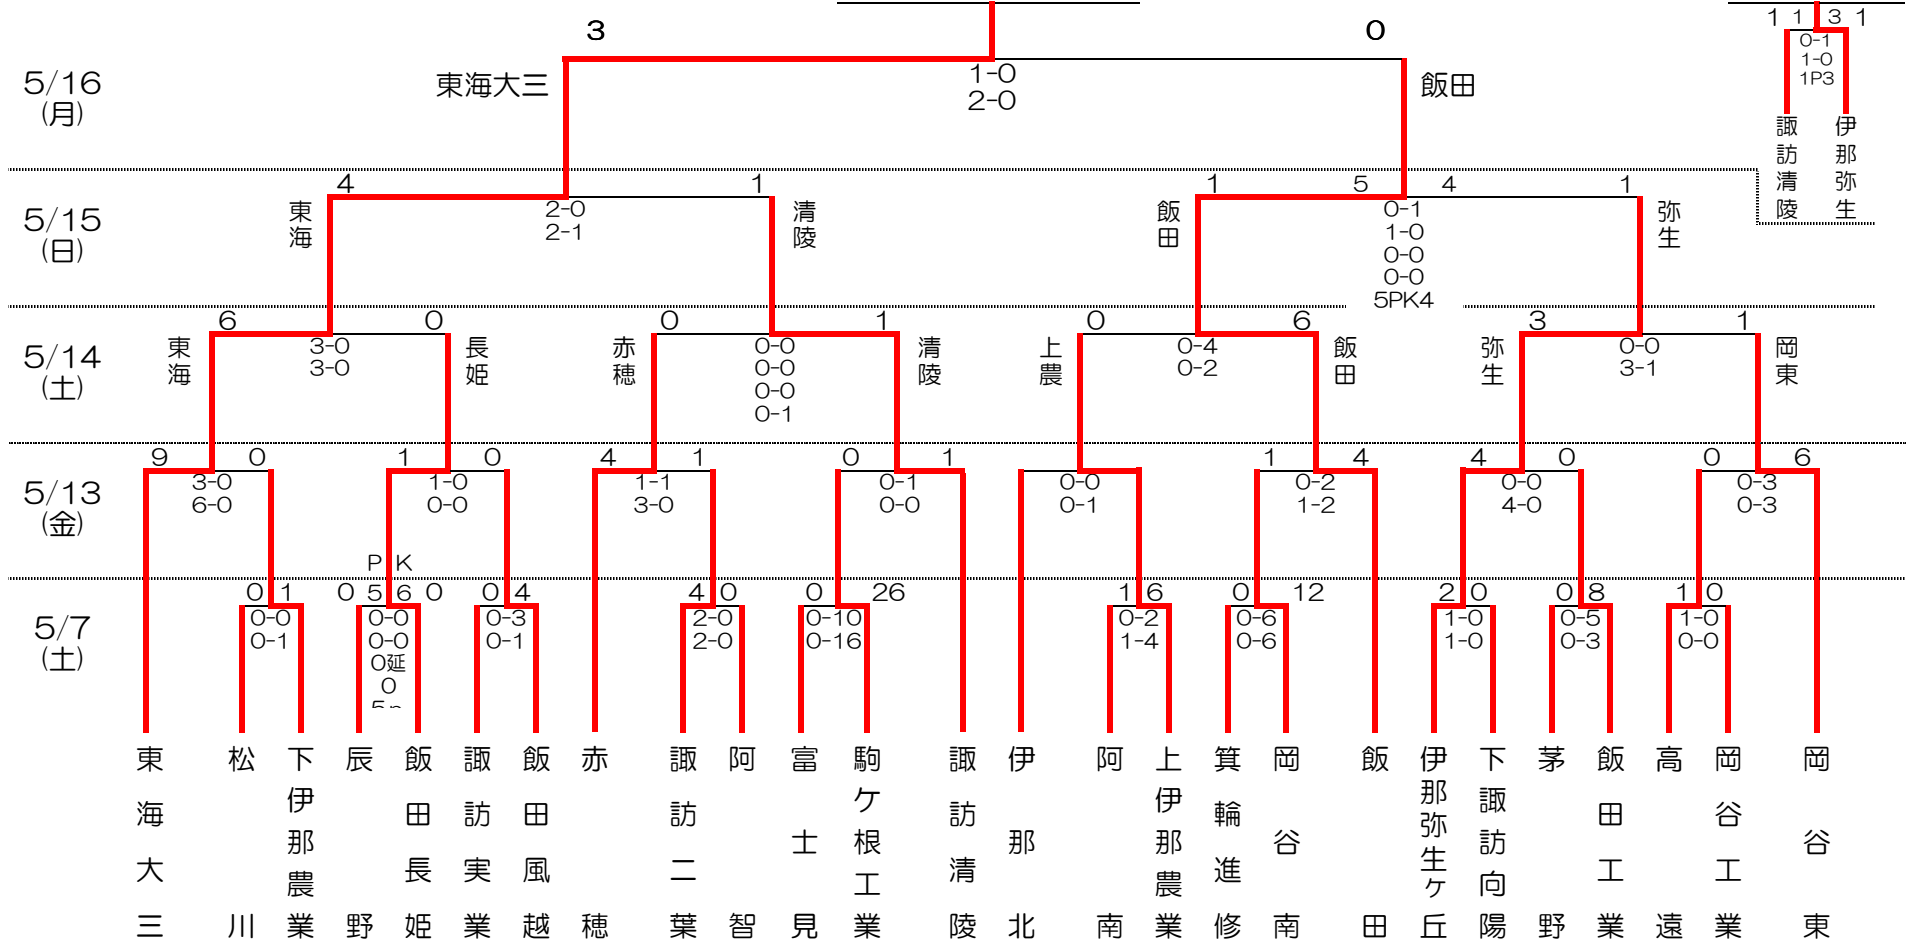 1 1 3 1
3 0
0-1
1-0
1P3
5/16
(月)
東海大三
1-0
2-0
飯田
諏訪清陵
伊那弥生
4 1 1 5 4 1
5/15
(日)
東海
2-0
2-1
清陵
飯田
0-1
1-0
0-0
0-0
5PK4
弥生
6 0 0 1 0 6 3 1
5/14
(土)
東海
3-0
3-0
長姫
赤穂
0-0
0-0
0-0
0-1
清陵
上農
0-4
0-2
飯田
弥生
0-0
3-1
岡東
9 0 1 0 4 1 0 1 1 4 4 0 0 6
5/13
(金)
3-0
6-0
1-0
0-0
1-1
3-0
0-1
0-0
0-0
0-1
0-2
1-2
0-0
4-0
0-3
0-3
PK
0 1 0 5 6 0 0 4 4 0 0 26 1 6 0 12 2 0 0 8 1 0
5/7
(土)
0-0
0-1
0-0
0-0
0延
0
0-3
0-1
2-0
2-0
0-10
0-16
0-2
1-4
0-6
0-6
1-0
1-0
0-5
0-3
1-0
0-0
東海大三
松川
下伊那農業
辰野
飯田長姫
諏訪実業
飯田風越
赤穂
諏訪二葉
阿智
富士見
駒ケ根工業
諏訪清陵
伊那北
阿南
上伊那農業
箕輪進修
岡谷南
飯田
伊那弥生ヶ丘
下諏訪向陽
茅野
飯田工業
高遠
岡谷工業
岡谷東